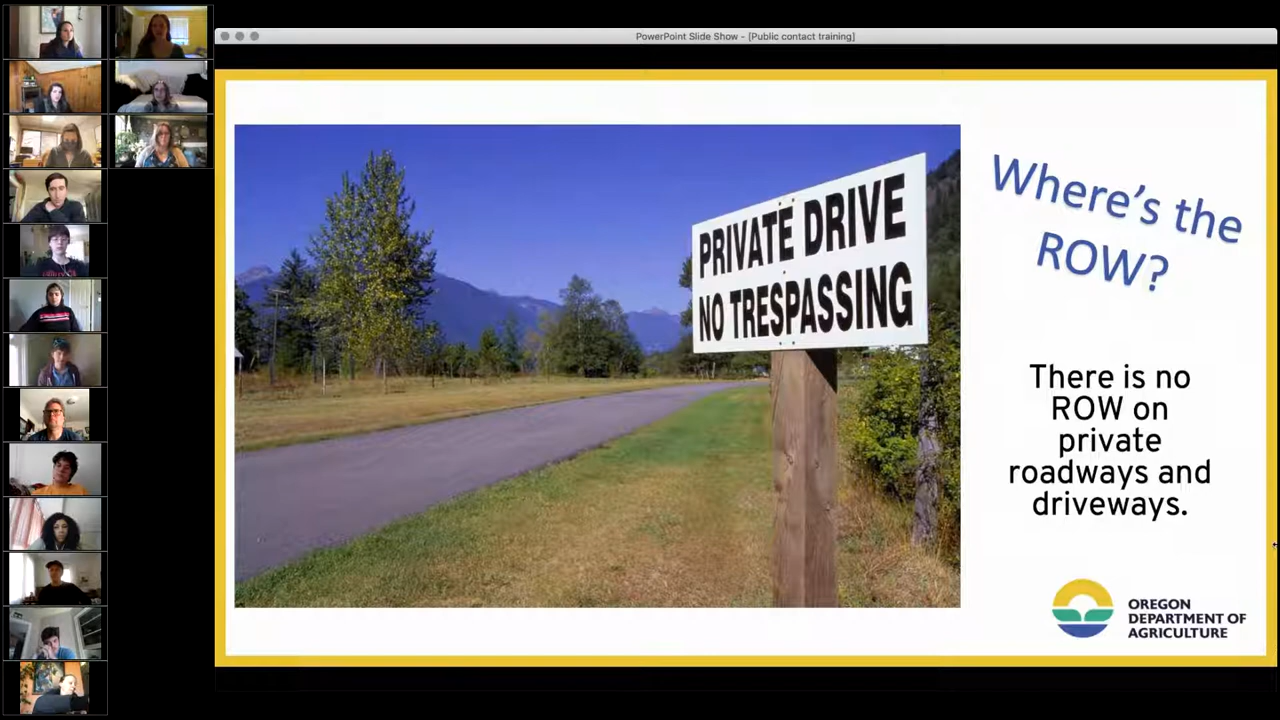 PowerPoint Slide Show - [Public contact training]
PRIVATE DRIVE
NO TRESPASSING
Where's the
ROW?
There is no
ROW on
private
roadways and
driveways.
OREGON
DEPARTMENT OF
AGRICULTURE